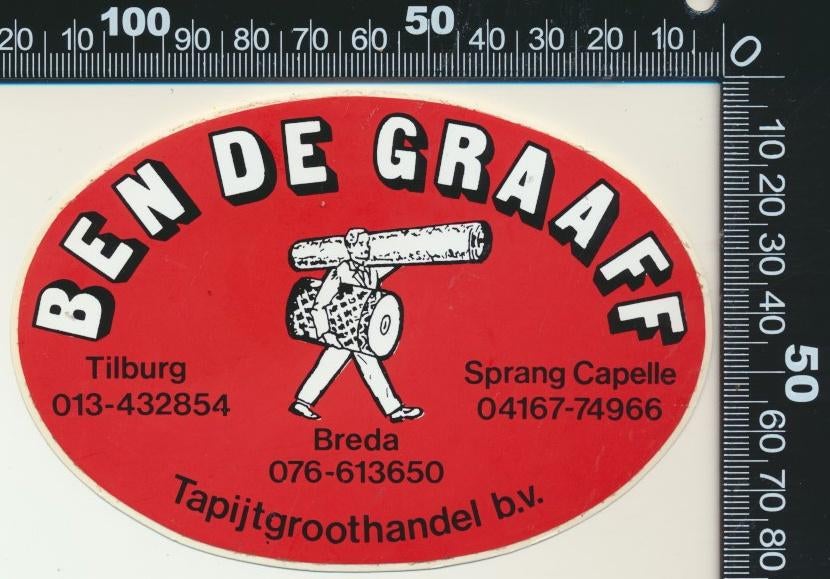 20 10 100 90 80 70 60 50 40 30 20 10 0
10 20 30 40 50 60 70 80
BEN DE GRAAFF
Tilburg
013-432854
Sprang Capelle
04167-74966
Breda
076-613650
Tapijtgroothandel b.v.